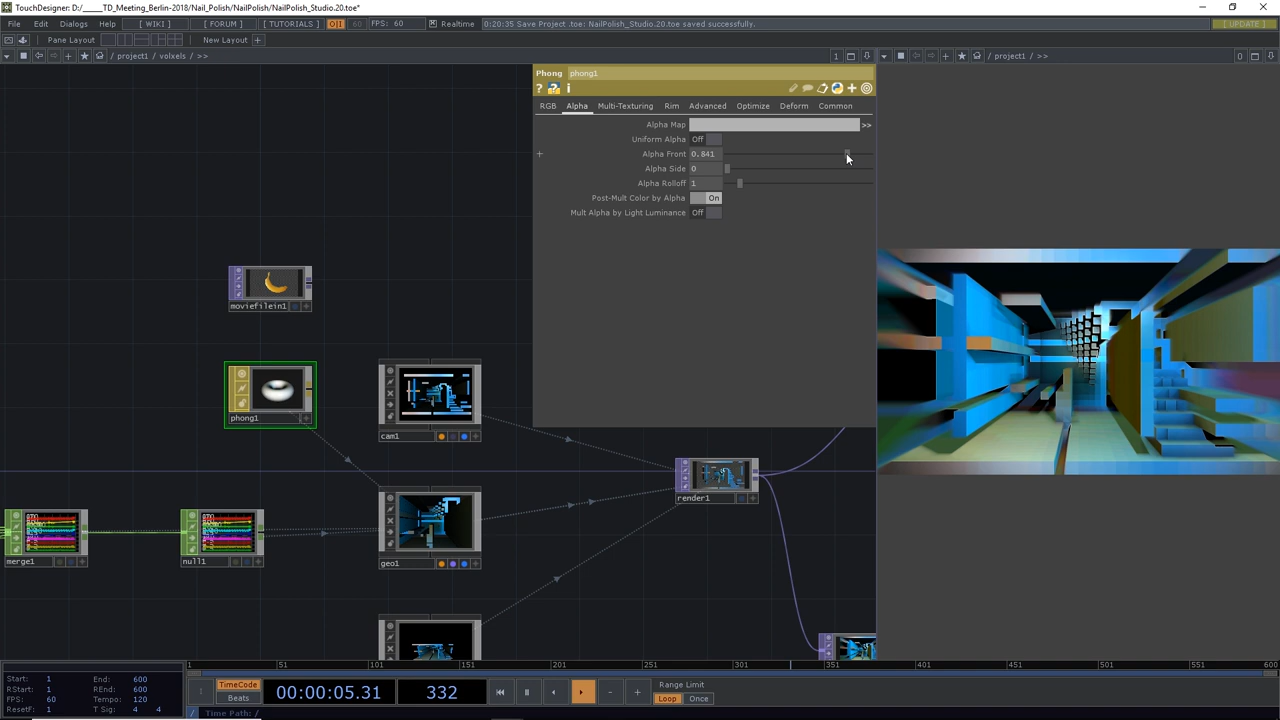 TouchDesigner: D:/_____TD_Meeting_Berlin-2018/Nail_Polish/NailPolish/NailPolish_Studio.20.toe*
File Edit Dialogs Help [ WIKI ] [ FORUM ] [ TUTORIALS ] O|I 60 FPS: 60 Realtime 0:20:35 Save Project .toe: NailPolish_Studio.20.toe saved successfully. [ UPDATE ]
Pane Layout New Layout +
/ project1 / volxels / >> 1 / project1 / >> 0
Phong phong1
? i
RGB Alpha Multi-Texturing Rim Advanced Optimize Deform Common
Alpha Map >>
Uniform Alpha Off
+ Alpha Front 0.841
Alpha Side 0
Alpha Rolloff 1
Post-Mult Color by Alpha On
Mult Alpha by Light Luminance Off
moviefilein1
phong1
cam1
render1
merge1
null1
geo1
1 51 101 151 201 251 301 351 401 451 501 551 600
Start: 1 End: 600
RStart: 1 REnd: 600
FPS: 60 Tempo: 120
ResetF: 1 T Sig: 4 4
TimeCode
Beats
00:00:05.31
332
Range Limit
Loop Once
/ Time Path: /